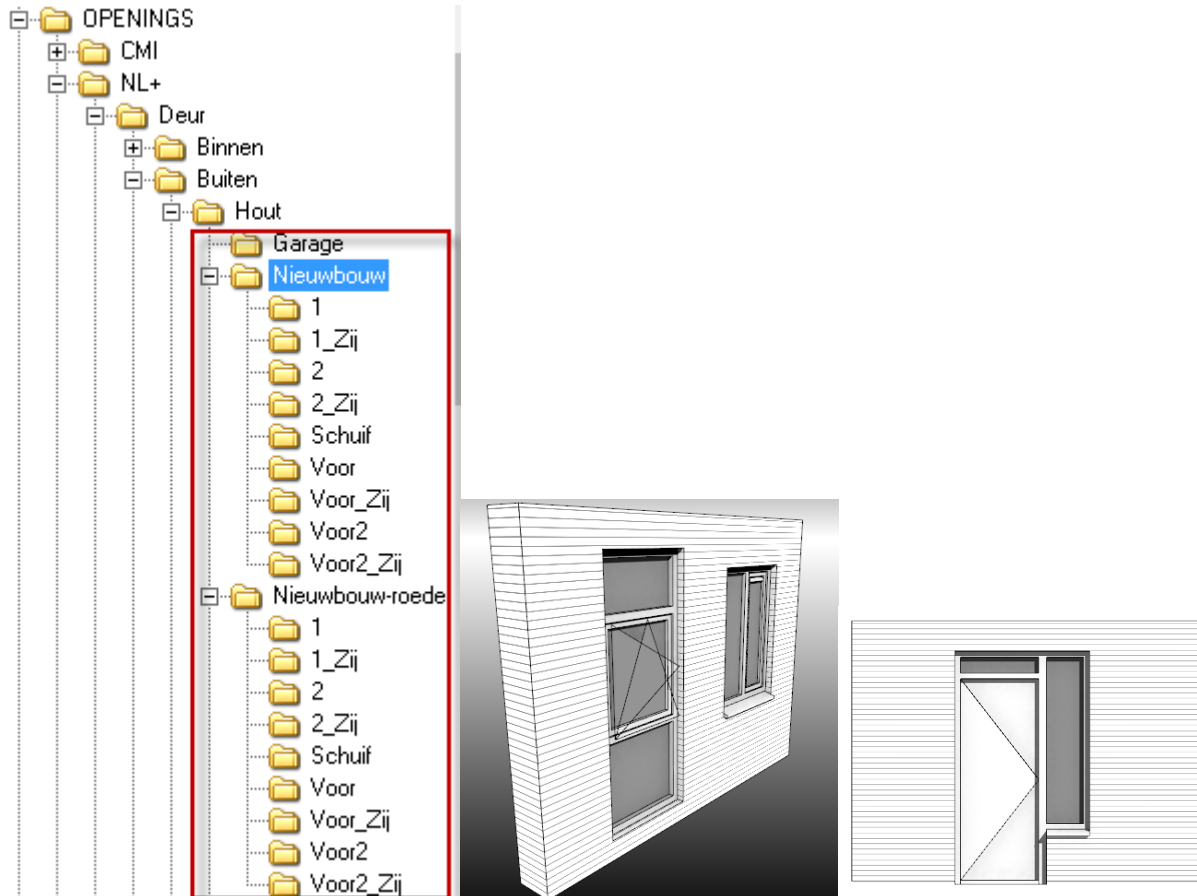 OPENINGS
CMI
NL+
Deur
Binnen
Buiten
Hout
Garage
Nieuwbouw
1
1_Zij
2
2_Zij
Schuif
Voor
Voor_Zij
Voor2
Voor2_Zij
Nieuwbouw-roede
1
1_Zij
2
2_Zij
Schuif
Voor
Voor_Zij
Voor2
Voor2_Zij